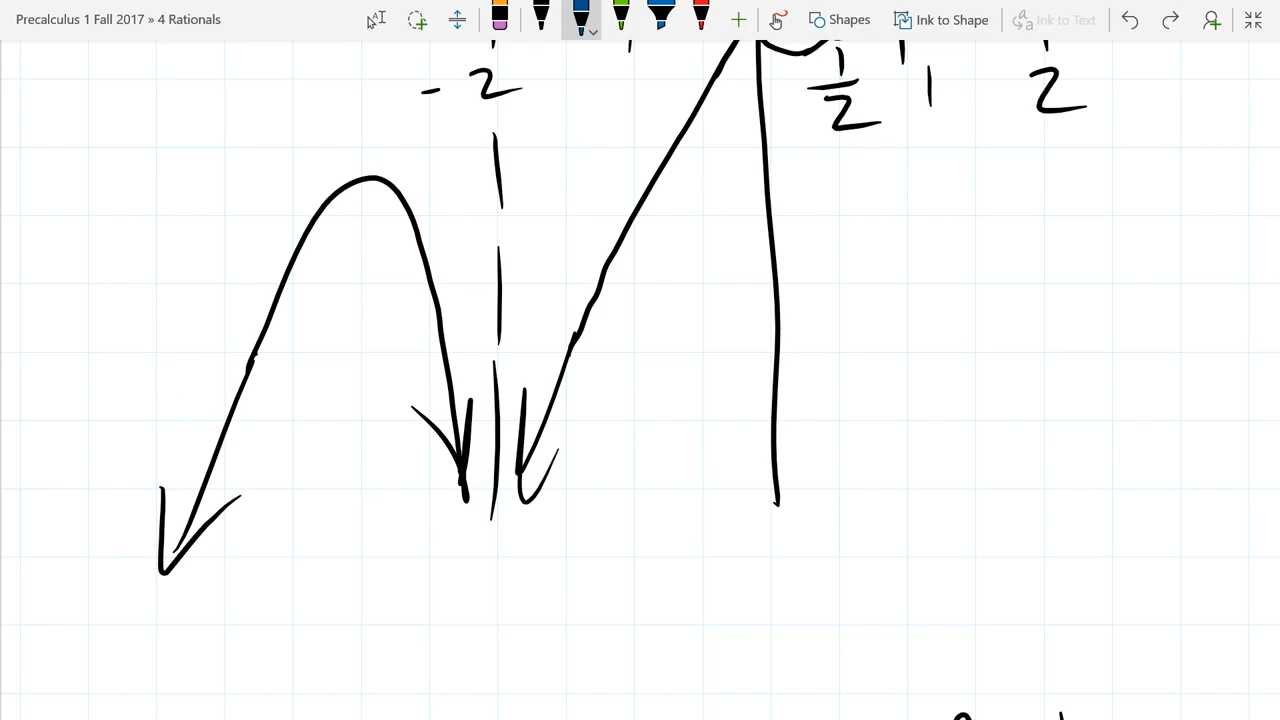 Precalculus 1 Fall 2017 » 4 Rationals Shapes Ink to Shape Ink to Text
- 2 1/2 1 2